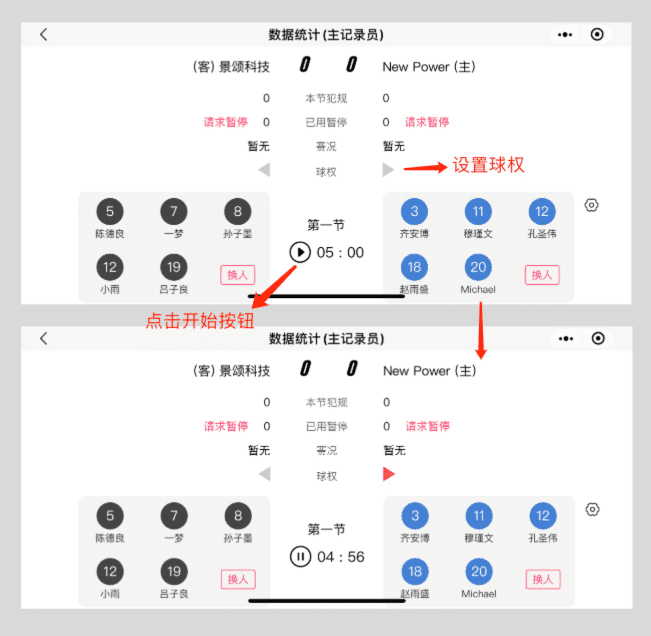 数据统计(主记录员)
(客) 景颂科技 0 0 New Power (主)
0 本节犯规 0
请求暂停 0 已用暂停 0 请求暂停
暂无 赛况 暂无
球权 设置球权
5 7 8 第一节 3 11 12
陈德良 一梦 孙子墨 齐安博 穆瑾文 孔圣伟
05 : 00
12 19 换人 18 20 换人
小雨 吕子良 赵雨盛 Michael
点击开始按钮
数据统计(主记录员)
(客) 景颂科技 0 0 New Power (主)
0 本节犯规 0
请求暂停 0 已用暂停 0 请求暂停
暂无 赛况 暂无
球权
5 7 8 第一节 3 11 12
陈德良 一梦 孙子墨 齐安博 穆瑾文 孔圣伟
04 : 56
12 19 换人 18 20 换人
小雨 吕子良 赵雨盛 Michael